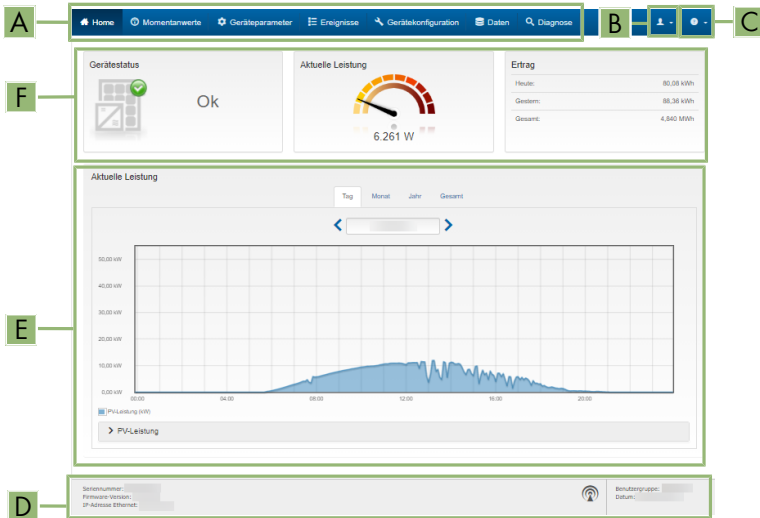 A
Home Momentanwerte Geräteparameter Ereignisse Gerätekonfiguration Daten Diagnose
B
C
F
Gerätestatus
Ok
Aktuelle Leistung
6.261 W
Ertrag
Heute: 60,08 kWh
Gestern: 88,36 kWh
Gesamt: 4,840 MWh
E
Aktuelle Leistung
Tag Monat Jahr Gesamt
50,00 kW
40,00 kW
30,00 kW
20,00 kW
10,00 kW
0,00 kW
00:00 04:00 08:00 12:00 16:00 20:00
PV-Leistung (kW)
PV-Leistung
D
Seriennummer:
Firmware-Version:
IP-Adresse Ethernet:
Benutzergruppe:
Datum: